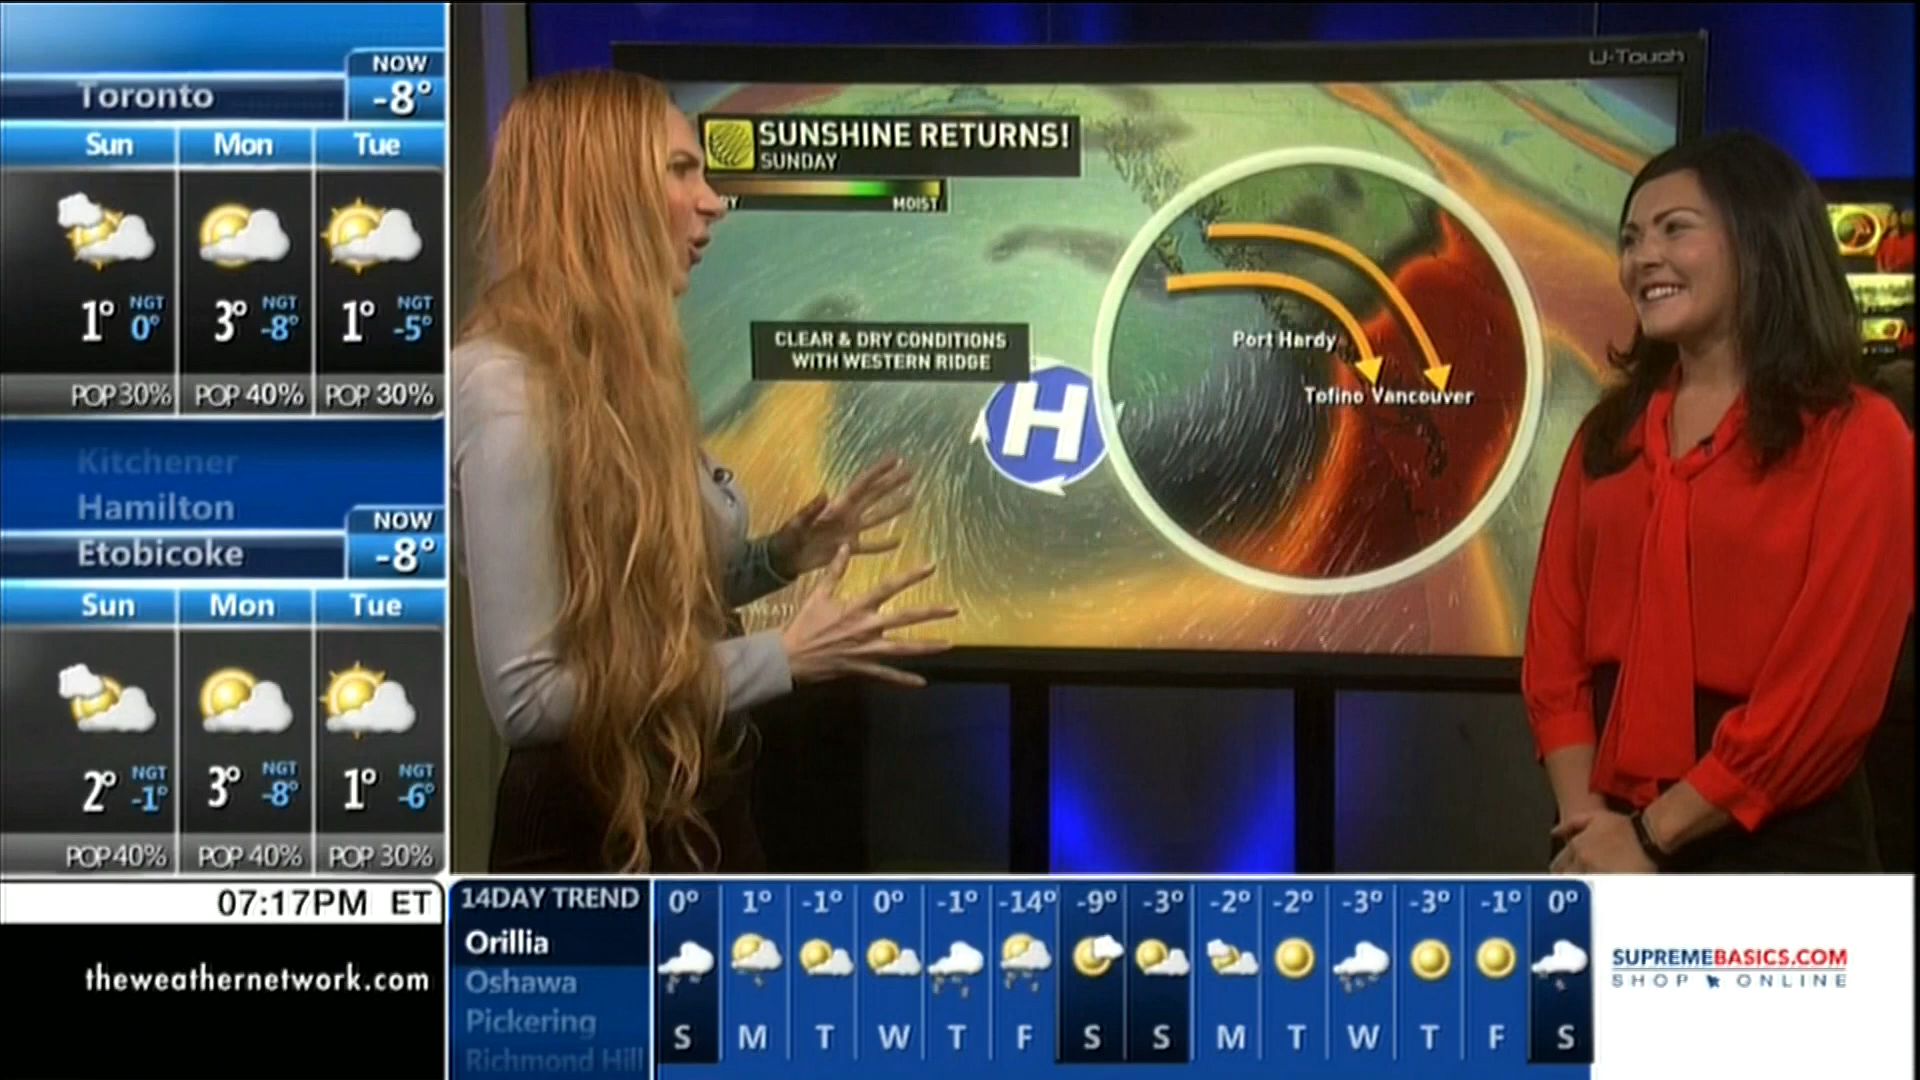 Toronto
NOW
-8°
Sun Mon Tue
1° NGT 0° 3° NGT -8° 1° NGT -5°
POP 30% POP 40% POP 30%
Kitchener
Hamilton
Etobicoke
NOW
-8°
Sun Mon Tue
2° NGT -1° 3° NGT -8° 1° NGT -6°
POP 40% POP 40% POP 30%
07:17PM ET
theweathernetwork.com
U-Touch
SUNSHINE RETURNS!
SUNDAY
MOIST
CLEAR & DRY CONDITIONS
WITH WESTERN RIDGE
H
Port Hardy
Tofino Vancouver
14DAY TREND
Orillia
Oshawa
Pickering
Richmond Hill
0° 1° -1° 0° -1° -14° -9° -3° -2° -2° -3° -3° -1° 0°
S M T W T F S S M T W T F S
SUPREMEBASICS.COM
SHOP ONLINE